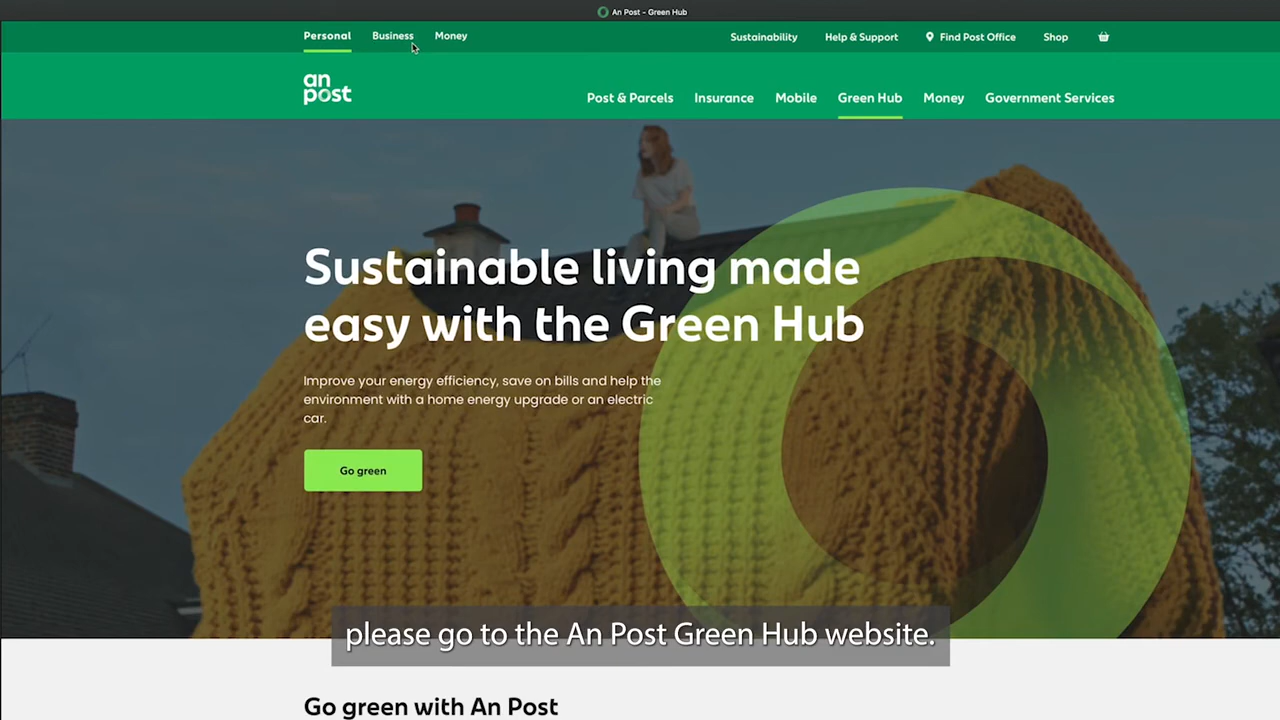 An Post - Green Hub
Personal Business Money
Sustainability Help & Support Find Post Office Shop
an
post
Post & Parcels Insurance Mobile Green Hub Money Government Services
Sustainable living made
easy with the Green Hub
Improve your energy efficiency, save on bills and help the
environment with a home energy upgrade or an electric
car.
Go green
please go to the An Post Green Hub website.
Go green with An Post